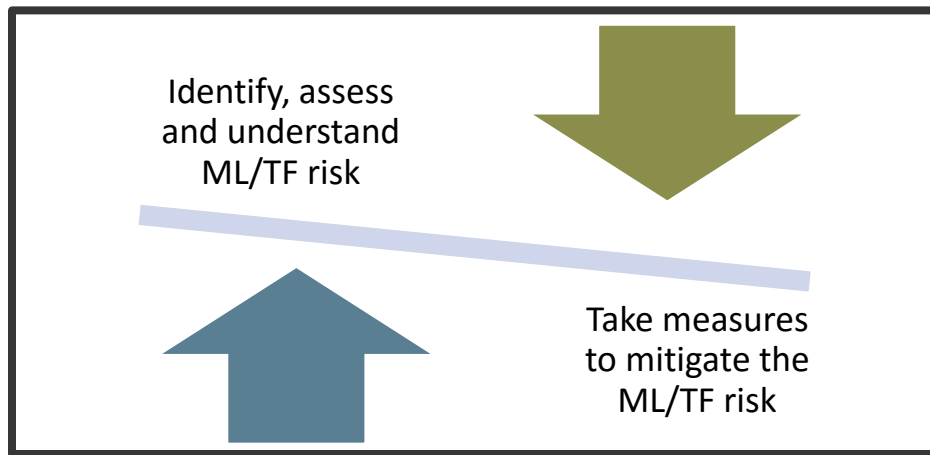 Identify, assess
and understand
ML/TF risk
Take measures
to mitigate the
ML/TF risk